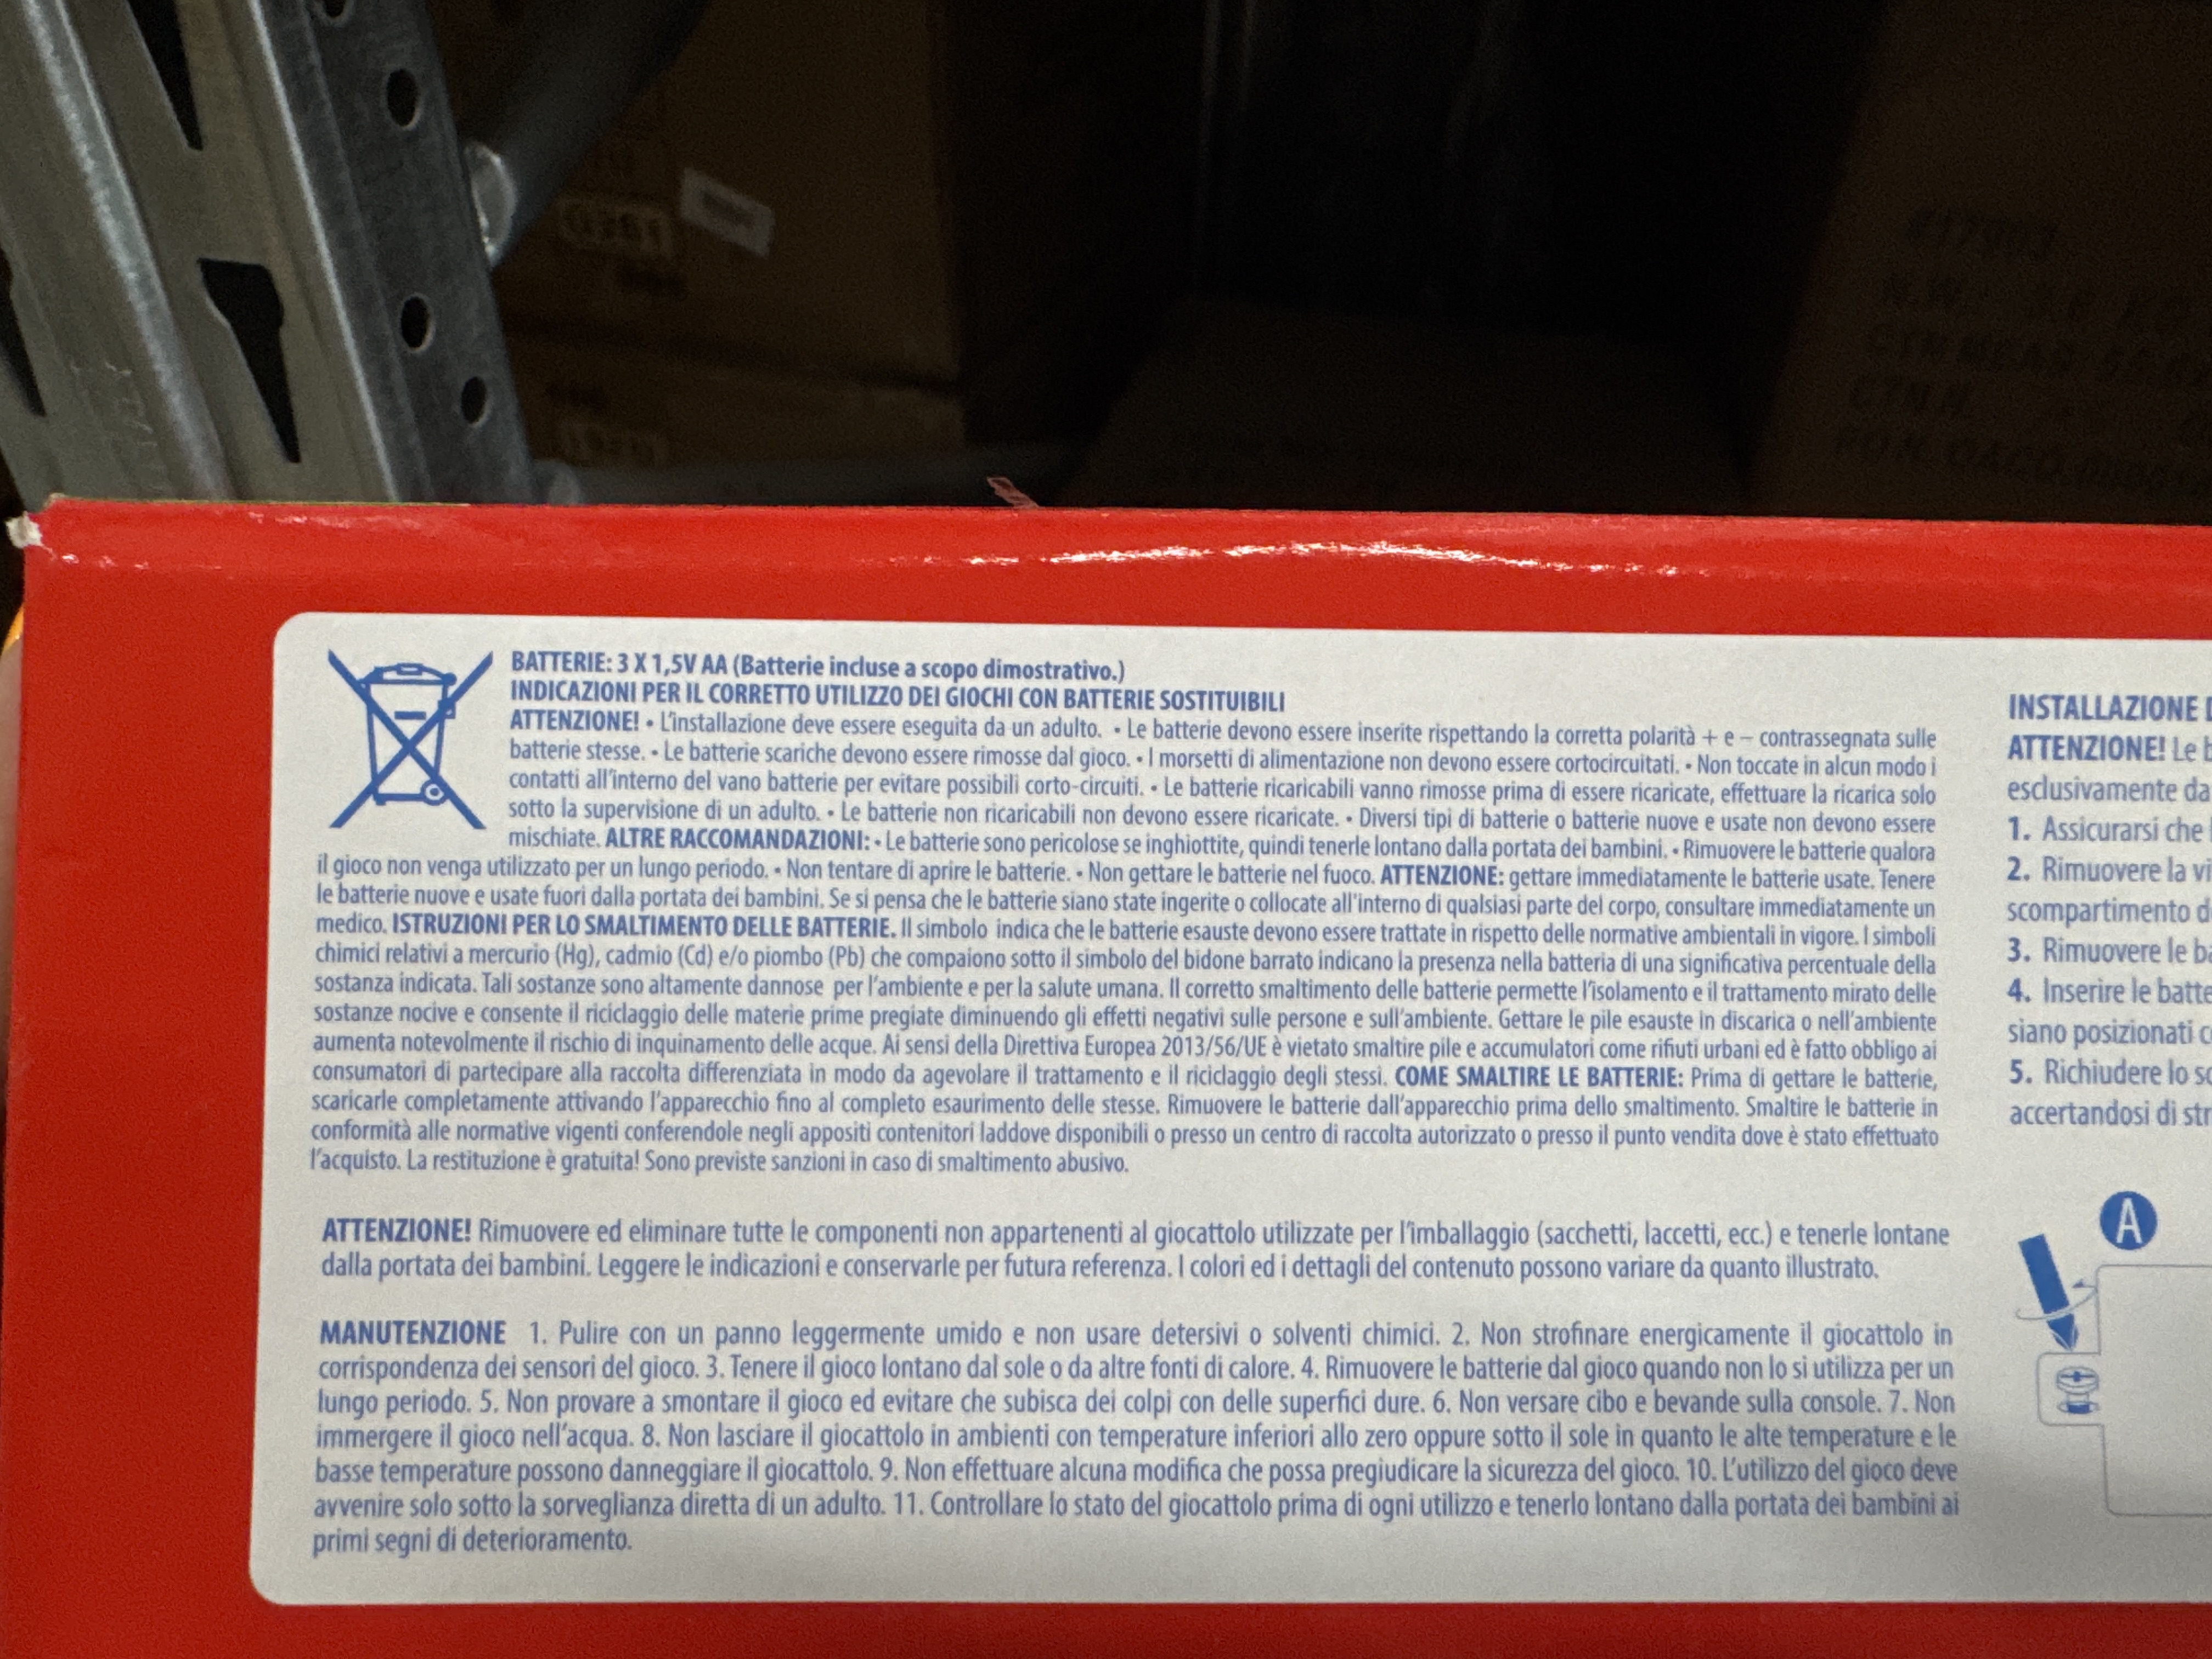 BATTERIE: 3 X 1,5V AA (Batterie incluse a scopo dimostrativo.)
INDICAZIONI PER IL CORRETTO UTILIZZO DEI GIOCHI CON BATTERIE SOSTITUIBILI
ATTENZIONE! • L'installazione deve essere eseguita da un adulto. • Le batterie devono essere inserite rispettando la corretta polarità + e – contrassegnata sulle
batterie stesse. • Le batterie scariche devono essere rimosse dal gioco. • I morsetti di alimentazione non devono essere cortocircuitati. • Non toccate in alcun modo i
contatti all'interno del vano batterie per evitare possibili corto-circuiti. • Le batterie ricaricabili vanno rimosse prima di essere ricaricate, effettuare la ricarica solo
sotto la supervisione di un adulto. • Le batterie non ricaricabili non devono essere ricaricate. • Diversi tipi di batterie o batterie nuove e usate non devono essere
mischiate. ALTRE RACCOMANDAZIONI: • Le batterie sono pericolose se inghiottite, quindi tenerle lontano dalla portata dei bambini. • Rimuovere le batterie qualora
il gioco non venga utilizzato per un lungo periodo. • Non tentare di aprire le batterie. • Non gettare le batterie nel fuoco. ATTENZIONE: gettare immediatamente le batterie usate. Tenere
le batterie nuove e usate fuori dalla portata dei bambini. Se si pensa che le batterie siano state ingerite o collocate all'interno di qualsiasi parte del corpo, consultare immediatamente un
medico. ISTRUZIONI PER LO SMALTIMENTO DELLE BATTERIE. Il simbolo indica che le batterie esauste devono essere trattate in rispetto delle normative ambientali in vigore. I simboli
chimici relativi a mercurio (Hg), cadmio (Cd) e/o piombo (Pb) che compaiono sotto il simbolo del bidone barrato indicano la presenza nella batteria di una significativa percentuale della
sostanza indicata. Tali sostanze sono altamente dannose per l'ambiente e per la salute umana. Il corretto smaltimento delle batterie permette l'isolamento e il trattamento mirato delle
sostanze nocive e consente il riciclaggio delle materie prime pregiate diminuendo gli effetti negativi sulle persone e sull'ambiente. Gettare le pile esauste in discarica o nell'ambiente
aumenta notevolmente il rischio di inquinamento delle acque. Ai sensi della Direttiva Europea 2013/56/UE è vietato smaltire pile e accumulatori come rifiuti urbani ed è fatto obbligo ai
consumatori di partecipare alla raccolta differenziata in modo da agevolare il trattamento e il riciclaggio degli stessi. COME SMALTIRE LE BATTERIE: Prima di gettare le batterie,
scaricarle completamente attivando l'apparecchio fino al completo esaurimento delle stesse. Rimuovere le batterie dall'apparecchio prima dello smaltimento. Smaltire le batterie in
conformità alle normative vigenti conferendole negli appositi contenitori laddove disponibili o presso un centro di raccolta autorizzato o presso il punto vendita dove è stato effettuato
l'acquisto. La restituzione è gratuita! Sono previste sanzioni in caso di smaltimento abusivo.
ATTENZIONE! Rimuovere ed eliminare tutte le componenti non appartenenti al giocattolo utilizzate per l'imballaggio (sacchetti, laccetti, ecc.) e tenerle lontane
dalla portata dei bambini. Leggere le indicazioni e conservarle per futura referenza. I colori ed i dettagli del contenuto possono variare da quanto illustrato.
MANUTENZIONE 1. Pulire con un panno leggermente umido e non usare detersivi o solventi chimici. 2. Non strofinare energicamente il giocattolo in
corrispondenza dei sensori del gioco. 3. Tenere il gioco lontano dal sole o da altre fonti di calore. 4. Rimuovere le batterie dal gioco quando non lo si utilizza per un
lungo periodo. 5. Non provare a smontare il gioco ed evitare che subisca dei colpi con delle superfici dure. 6. Non versare cibo e bevande sulla console. 7. Non
immergere il gioco nell'acqua. 8. Non lasciare il giocattolo in ambienti con temperature inferiori allo zero oppure sotto il sole in quanto le alte temperature e le
basse temperature possono danneggiare il giocattolo. 9. Non effettuare alcuna modifica che possa pregiudicare la sicurezza del gioco. 10. L'utilizzo del gioco deve
avvenire solo sotto la sorveglianza diretta di un adulto. 11. Controllare lo stato del giocattolo prima di ogni utilizzo e tenerlo lontano dalla portata dei bambini ai
primi segni di deterioramento.
INSTALLAZIONE
ATTENZIONE! Le
esclusivamente da
1. Assicurarsi che
2. Rimuovere la
scompartimento
3. Rimuovere le
4. Inserire le
siano posizionati
5. Richiudere lo
accertandosi di
A